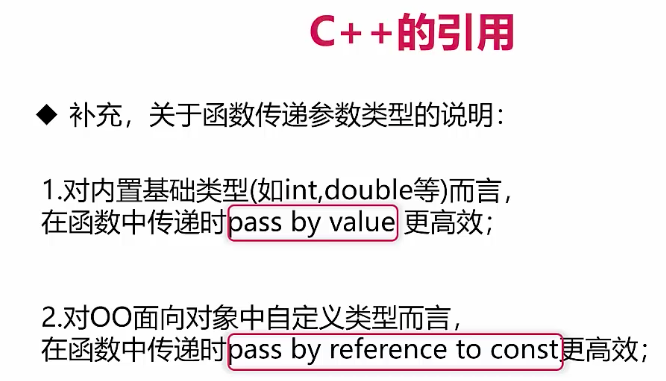 C++的引用
◆ 补充，关于函数传递参数类型的说明：
1.对内置基础类型(如int,double等)而言，
在函数中传递时pass by value 更高效；
2.对OO面向对象中自定义类型而言，
在函数中传递时pass by reference to const更高效；